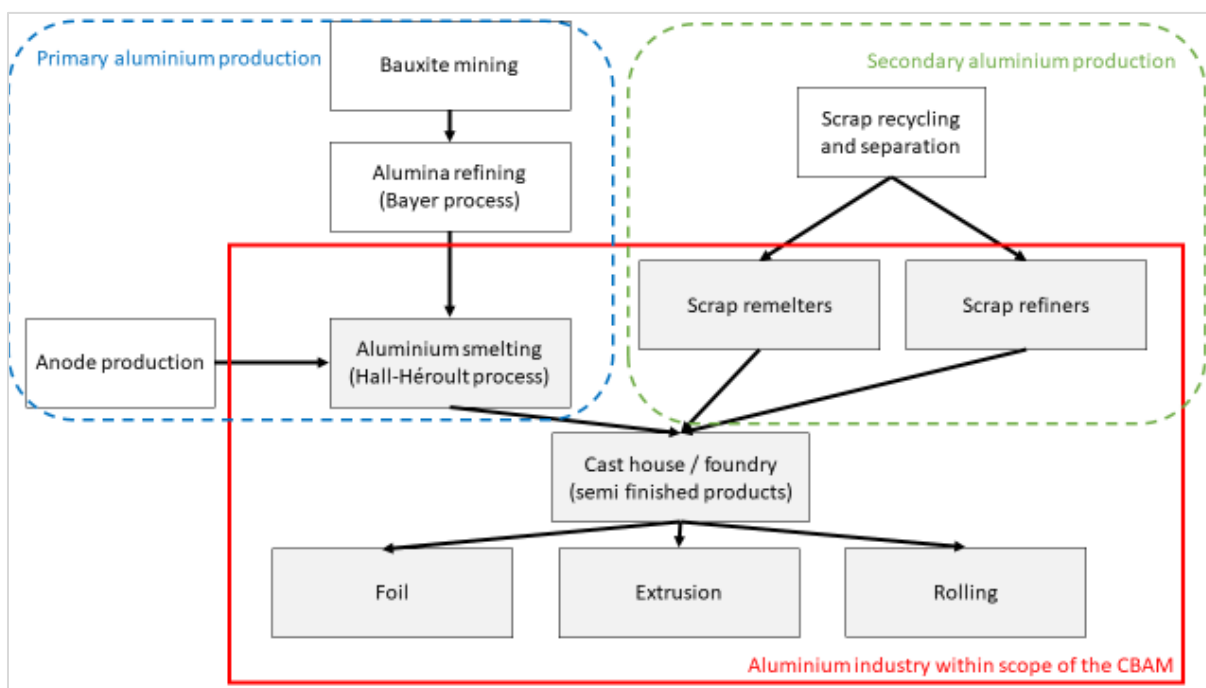 Primary aluminium production
Bauxite mining
Secondary aluminium production
Scrap recycling
and separation
Alumina refining
(Bayer process)
Scrap remelters
Scrap refiners
Anode production
Aluminium smelting
(Hall-Héroult process)
Cast house / foundry
(semi finished products)
Foil
Extrusion
Rolling
Aluminium industry within scope of the CBAM